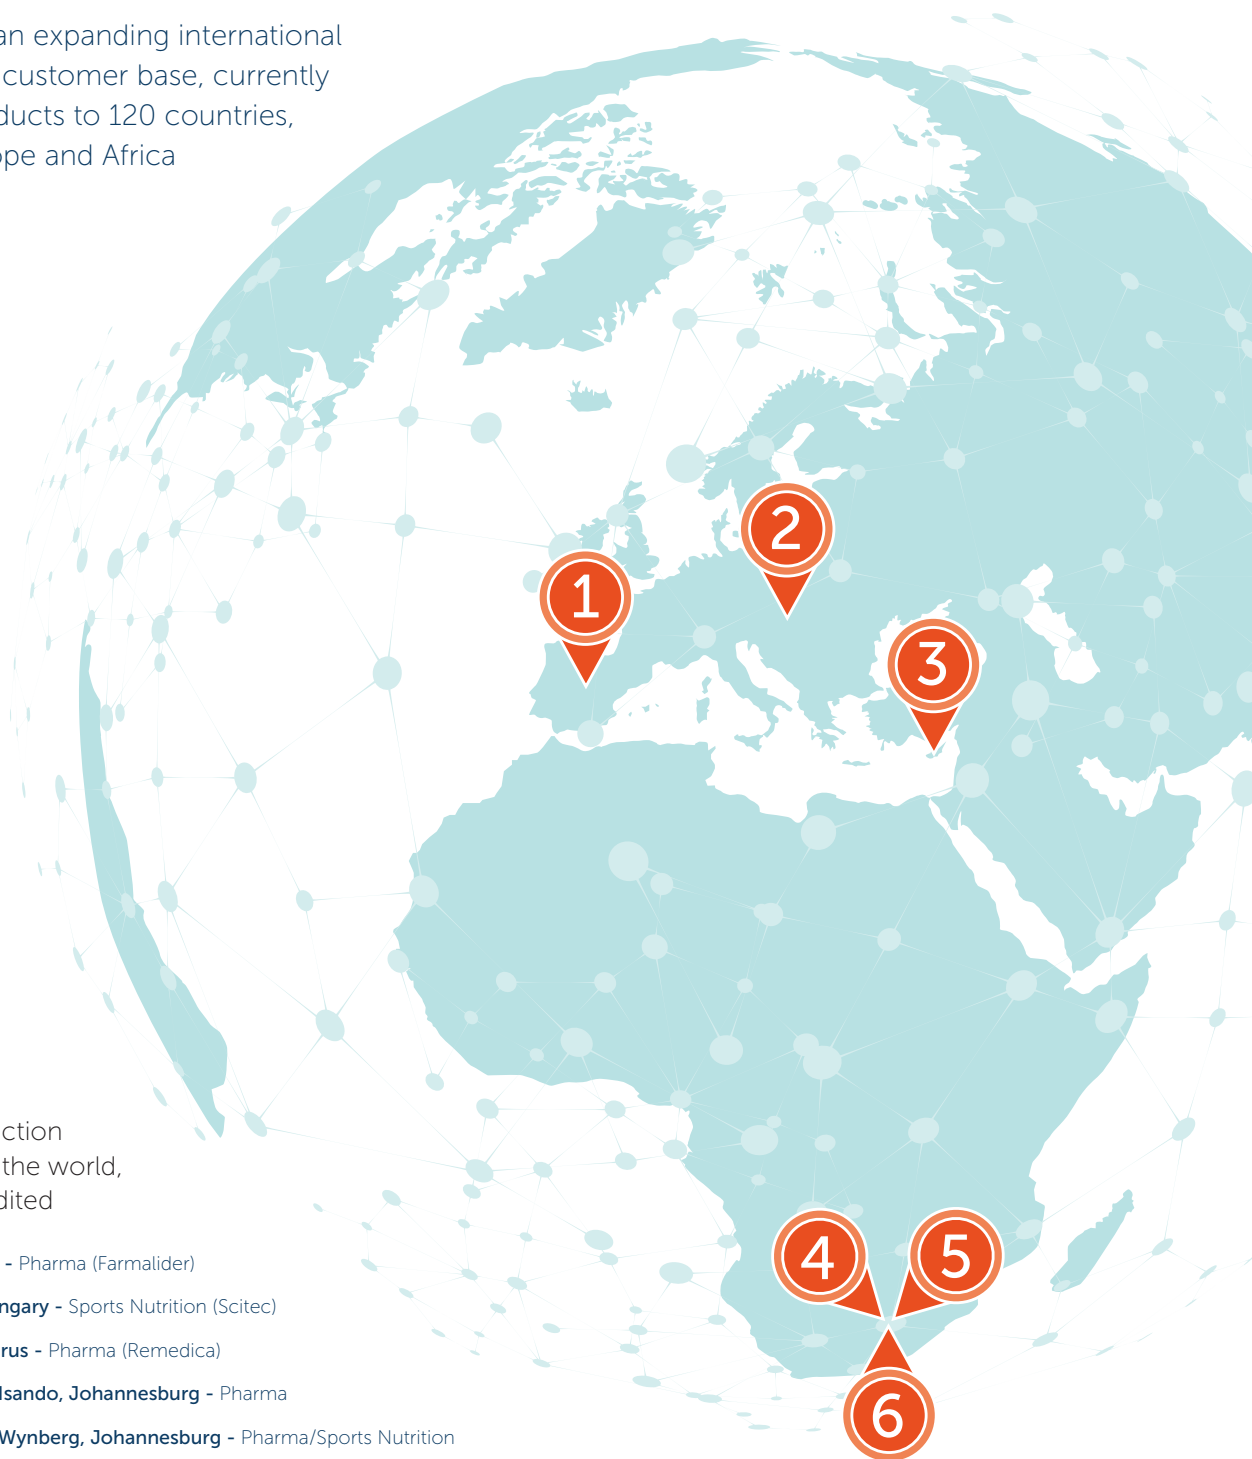 an expanding international
customer base, currently
ducts to 120 countries,
ope and Africa
1
2
3
4
5
6
ction
the world,
dited
- Pharma (Farmalider)
ngary - Sports Nutrition (Scitec)
rus - Pharma (Remedica)
lsando, Johannesburg - Pharma
Wynberg, Johannesburg - Pharma/Sports Nutrition